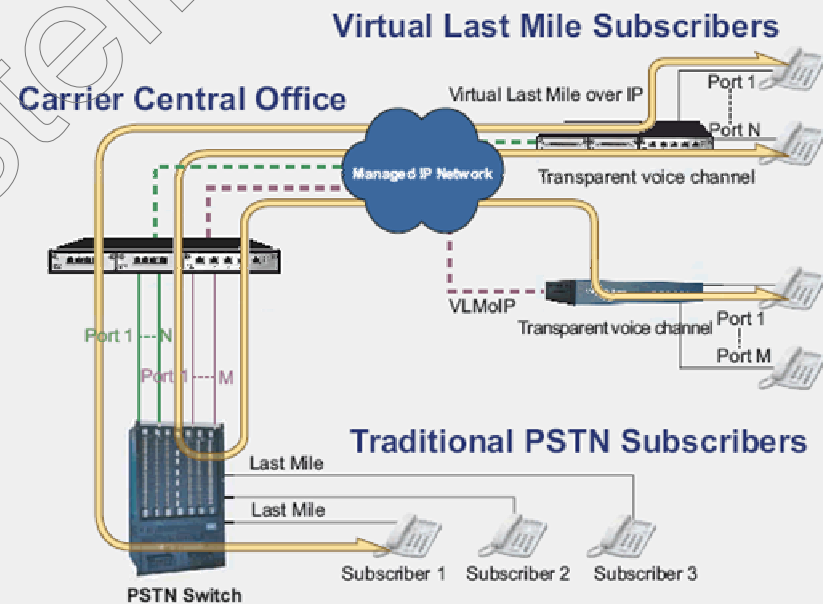 Virtual Last Mile Subscribers
Carrier Central Office
Virtual Last Mile over IP
Port 1
Port N
Managed IP Network
Transparent voice channel
VLMoIP
Transparent voice channel
Port 1
Port M
Port 1 N
Port 1 M
Traditional PSTN Subscribers
Last Mile
Last Mile
Subscriber 1
Subscriber 2
Subscriber 3
PSTN Switch